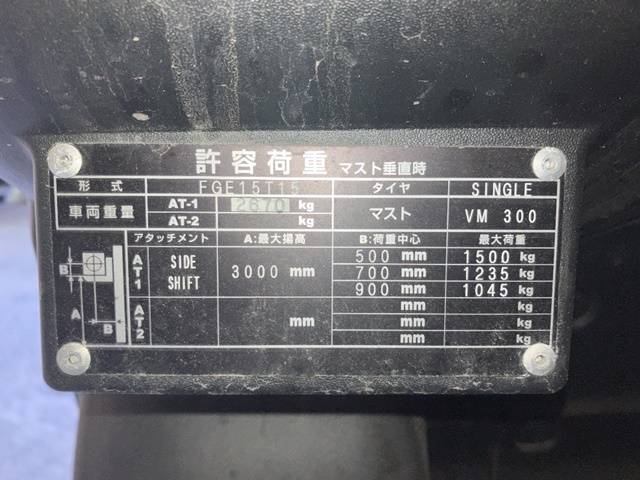 許容荷重 マスト垂直時
形式 FGE15T15 タイヤ SINGLE
車両重量 AT-1 2670 kg マスト VM 300
AT-2 kg
アタッチメント A:最大揚高 B:荷重中心 最大荷重
B A AT1 SIDE SHIFT 3000 mm 500 mm 1500 kg
700 mm 1235 kg
900 mm 1045 kg
B AT2 mm mm kg
mm kg
mm kg